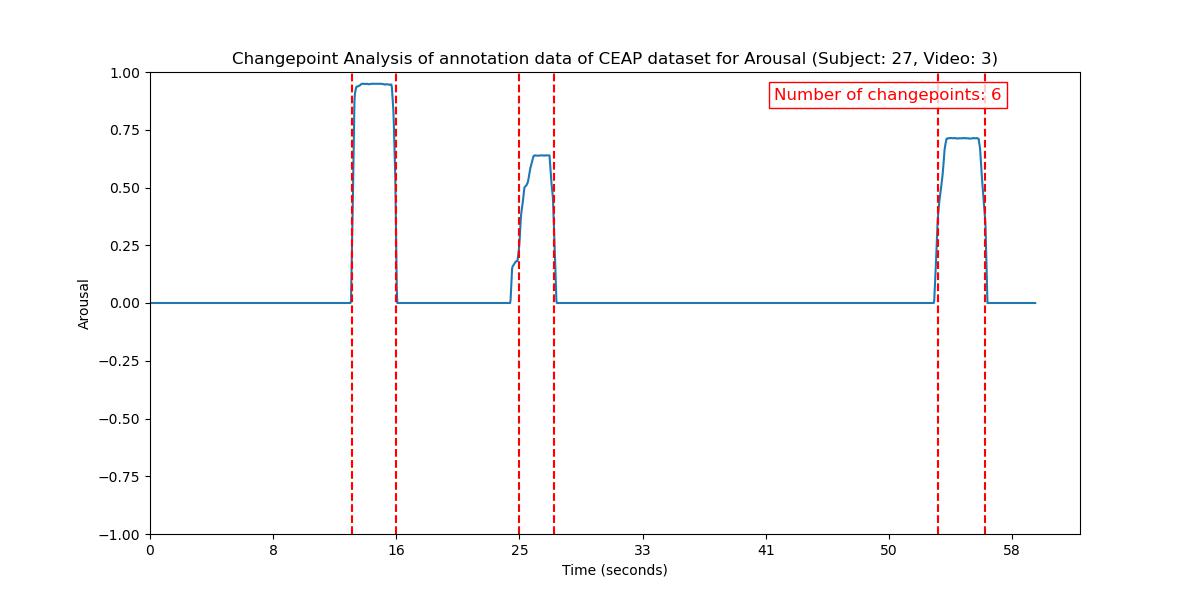 Changepoint Analysis of annotation data of CEAP dataset for Arousal (Subject: 27, Video: 3)
Number of changepoints: 6
1.00
0.75
0.50
0.25
0.00
−0.25
−0.50
−0.75
−1.00
Arousal
0 8 16 25 33 41 50 58
Time (seconds)